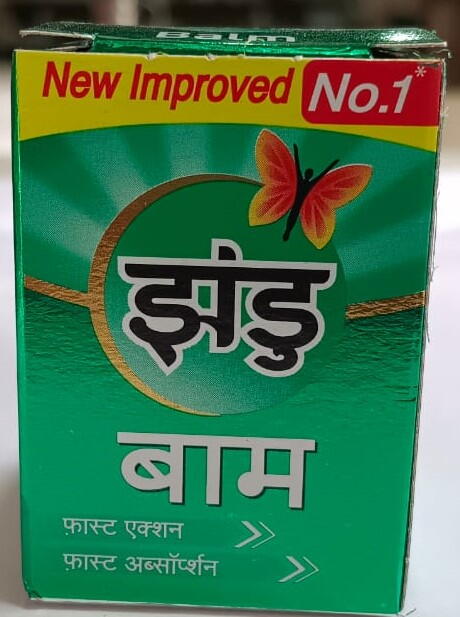 Balm
New Improved No.1*
झंडु
बाम
फ़ास्ट एक्शन
फ़ास्ट अब्सॉर्प्शन